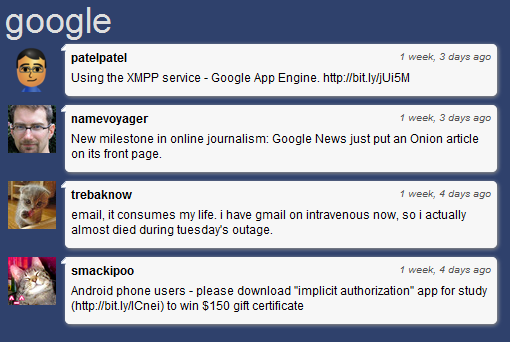 google
patelpatel 1 week, 3 days ago
Using the XMPP service - Google App Engine. http://bit.ly/jUi5M
namevoyager 1 week, 3 days ago
New milestone in online journalism: Google News just put an Onion article
on its front page.
trebaknow 1 week, 4 days ago
email, it consumes my life. i have gmail on intravenous now, so i actually
almost died during tuesday's outage.
smackipoo 1 week, 4 days ago
Android phone users - please download "implicit authorization" app for study
(http://bit.ly/lCnei) to win $150 gift certificate